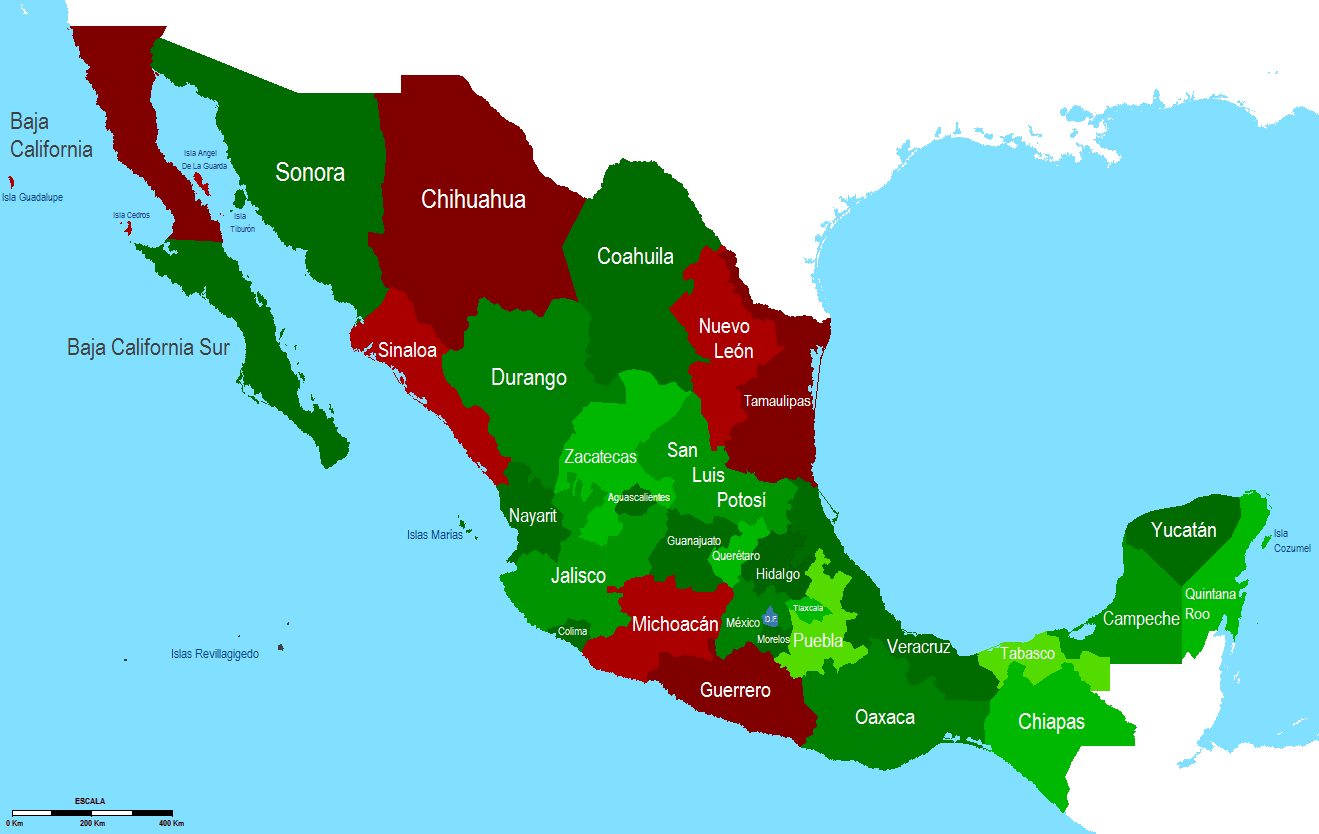 Baja
California
Isla Guadalupe
Isla Angel
De La Guarda
Isla Cedros
Isla
Tiburón
Sonora
Chihuahua
Coahuila
Nuevo
León
Baja California Sur
Sinaloa
Durango
Tamaulipas
Zacatecas
San
Luis
Potosí
Aguascalientes
Nayarit
Islas Marías
Guanajuato
Querétaro
Hidalgo
Jalisco
Yucatán
Isla
Cozumel
Quintana
Roo
Campeche
Tlaxcala
Colima
Michoacán
México
D.F.
Morelos
Puebla
Veracruz
Tabasco
Islas Revillagigedo
Guerrero
Oaxaca
Chiapas
ESCALA
0 Km 200 Km 400 Km